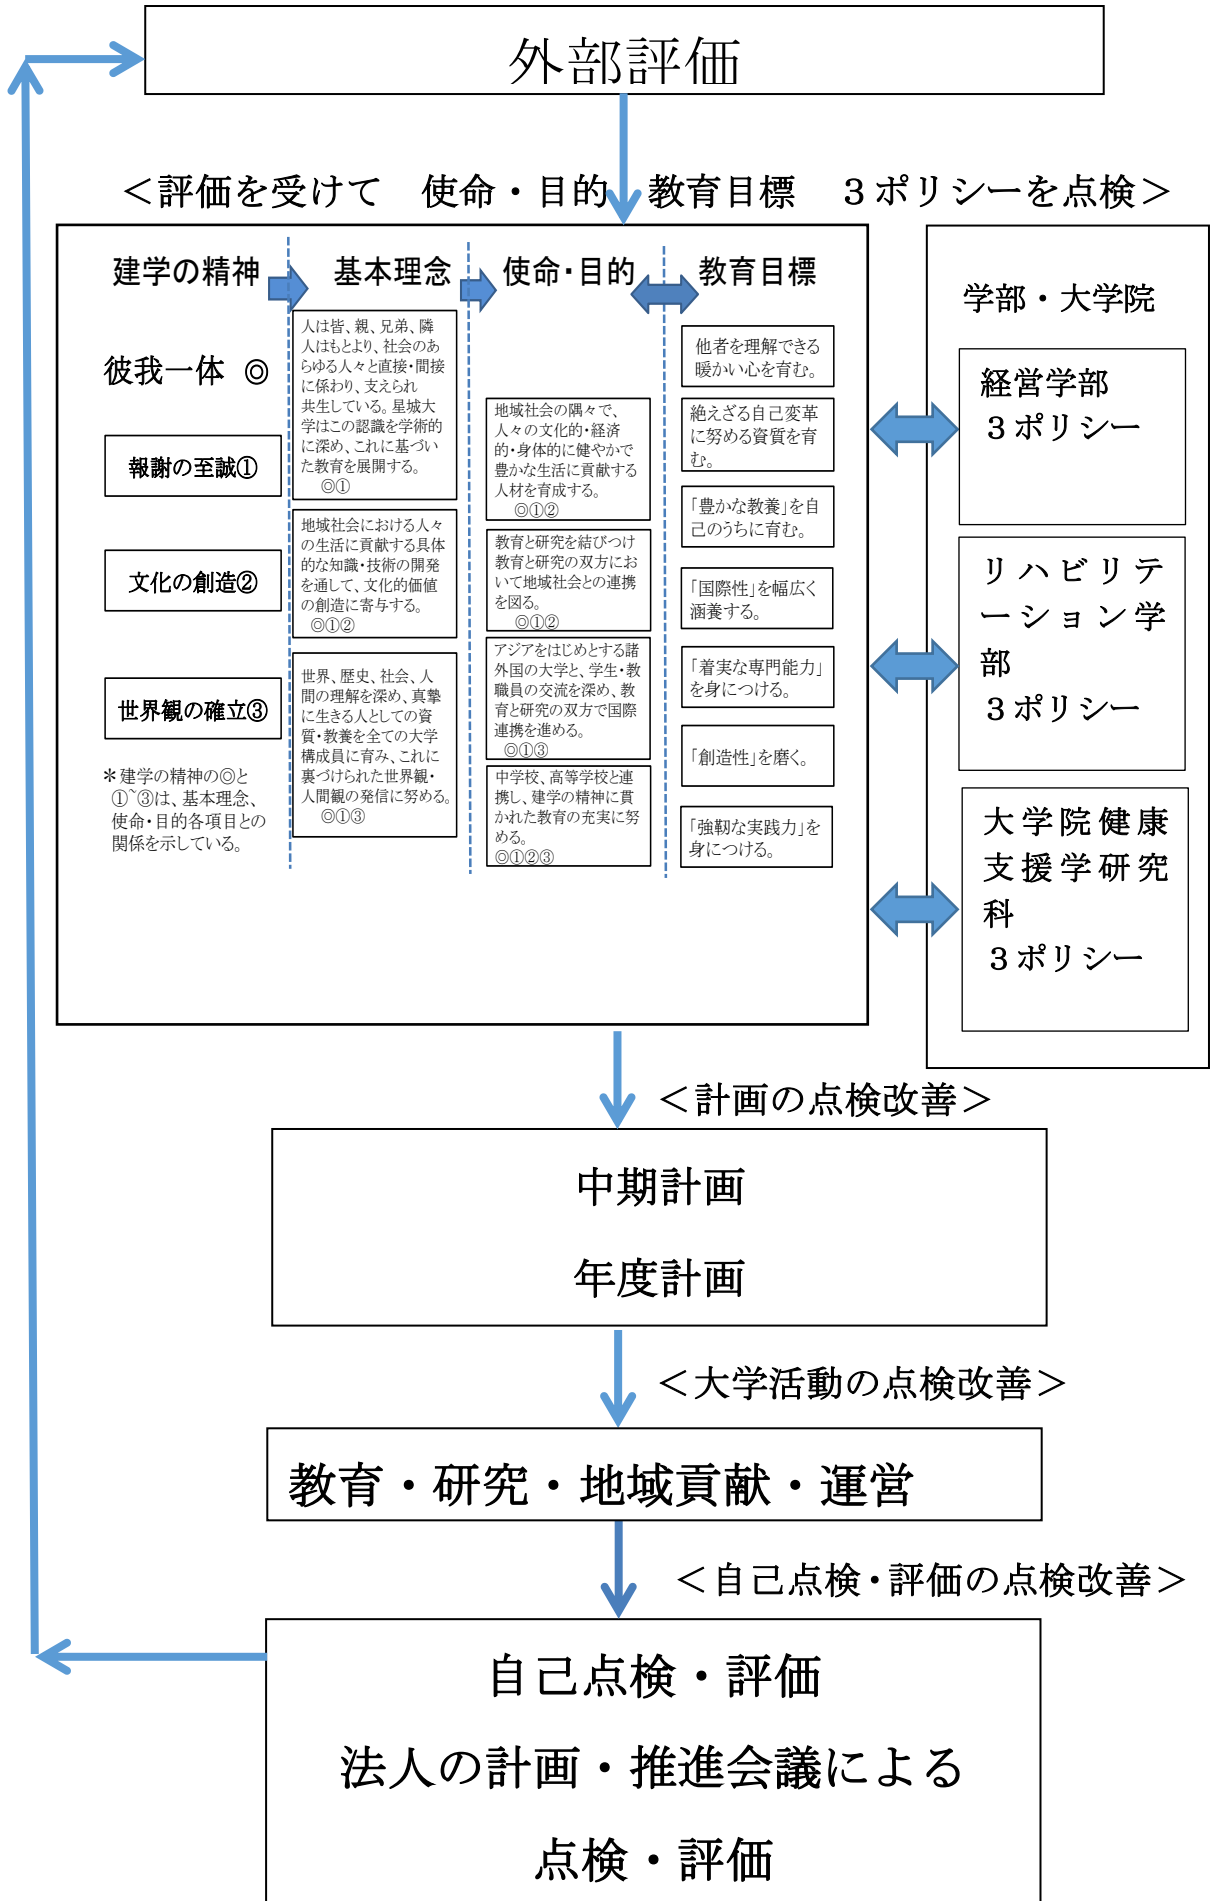 外部評価
＜評価を受けて　使命・目的　教育目標　３ポリシーを点検＞
建学の精神
彼我一体 ◎
報謝の至誠①
文化の創造②
世界観の確立③
＊建学の精神の◎と
①~③は、基本理念、
使命・目的各項目との
関係を示している。
基本理念
人は皆、親、兄弟、隣
人はもとより、社会のあ
らゆる人々と直接・間接
に係わり、支えられ
共生している。星城大
学はこの認識を学術的
に深め、これに基づい
た教育を展開する。
◎①
地域社会における人々
の生活に貢献する具体
的な知識・技術の開発
を通して、文化的価値
の創造に寄与する。
◎①②
世界、歴史、社会、人
間の理解を深め、真摯
に生きる人としての資
質・教養を全ての大学
構成員に育み、これに
裏づけられた世界観・
人間観の発信に努める。
◎①③
使命・目的
地域社会の隅々で、
人々の文化的・経済
的・身体的に健やかで
豊かな生活に貢献する
人材を育成する。
◎①②
教育と研究を結びつけ
教育と研究の双方にお
いて地域社会との連携
を図る。
◎①②
アジアをはじめとする諸
外国の大学と、学生・教
職員の交流を深め、教
育と研究の双方で国際
連携を進める。
◎①③
中学校、高等学校と連
携し、建学の精神に貫
かれた教育の充実に努
める。
◎①②③
教育目標
他者を理解できる
暖かい心を育む。
絶えざる自己変革
に努める資質を育
む。
「豊かな教養」を自
己のうちに育む。
「国際性」を幅広く
涵養する。
「着実な専門能力」
を身につける。
「創造性」を磨く。
「強靭な実践力」を
身につける。
学部・大学院
経営学部
３ポリシー
リハビリテ
ーション学
部
３ポリシー
大学院健康
支援学研究
科
３ポリシー
＜計画の点検改善＞
中期計画
年度計画
＜大学活動の点検改善＞
教育・研究・地域貢献・運営
＜自己点検・評価の点検改善＞
自己点検・評価
法人の計画・推進会議による
点検・評価